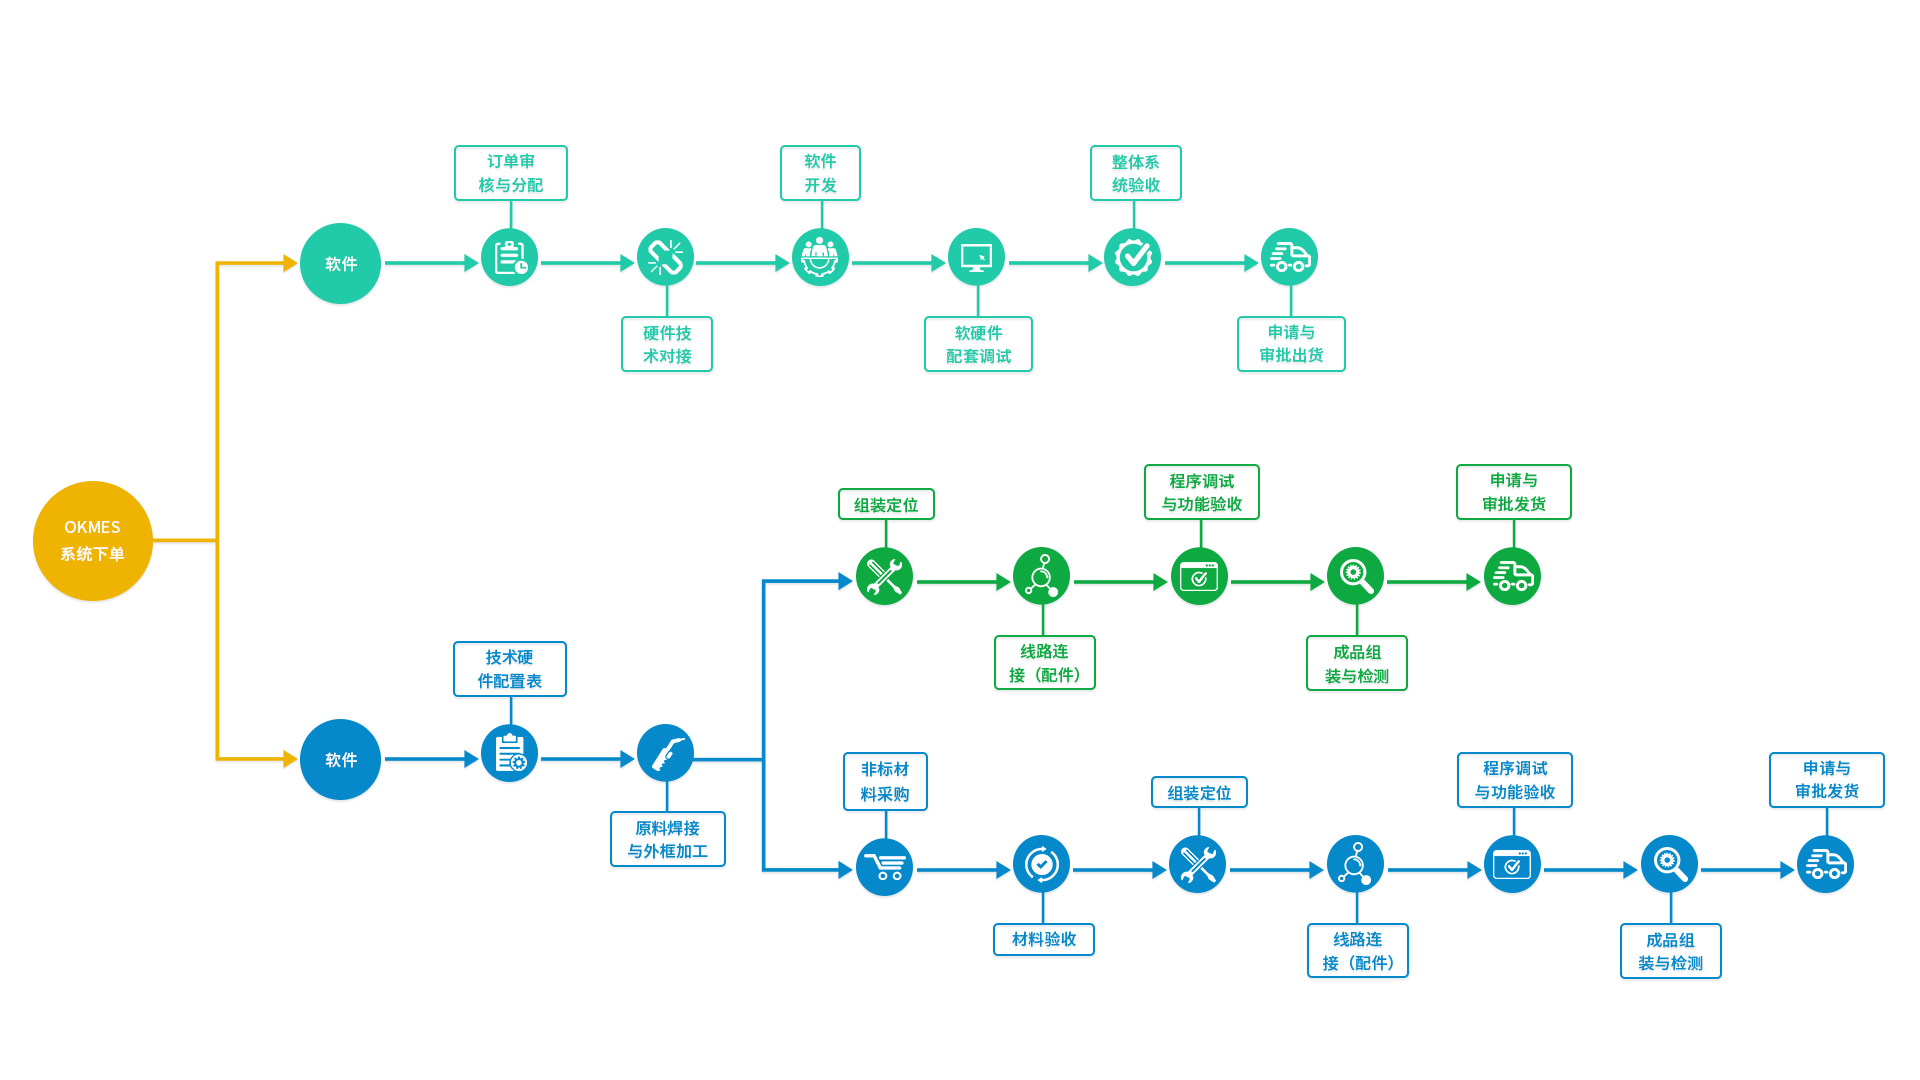 OKMES
系统下单
软件
订单审
核与分配
硬件技
术对接
软件
开发
软硬件
配套调试
整体系
统验收
申请与
审批出货
软件
技术硬
件配置表
原料焊接
与外框加工
组装定位
线路连
接（配件）
程序调试
与功能验收
成品组
装与检测
申请与
审批发货
非标材
料采购
材料验收
组装定位
线路连
接（配件）
程序调试
与功能验收
成品组
装与检测
申请与
审批发货